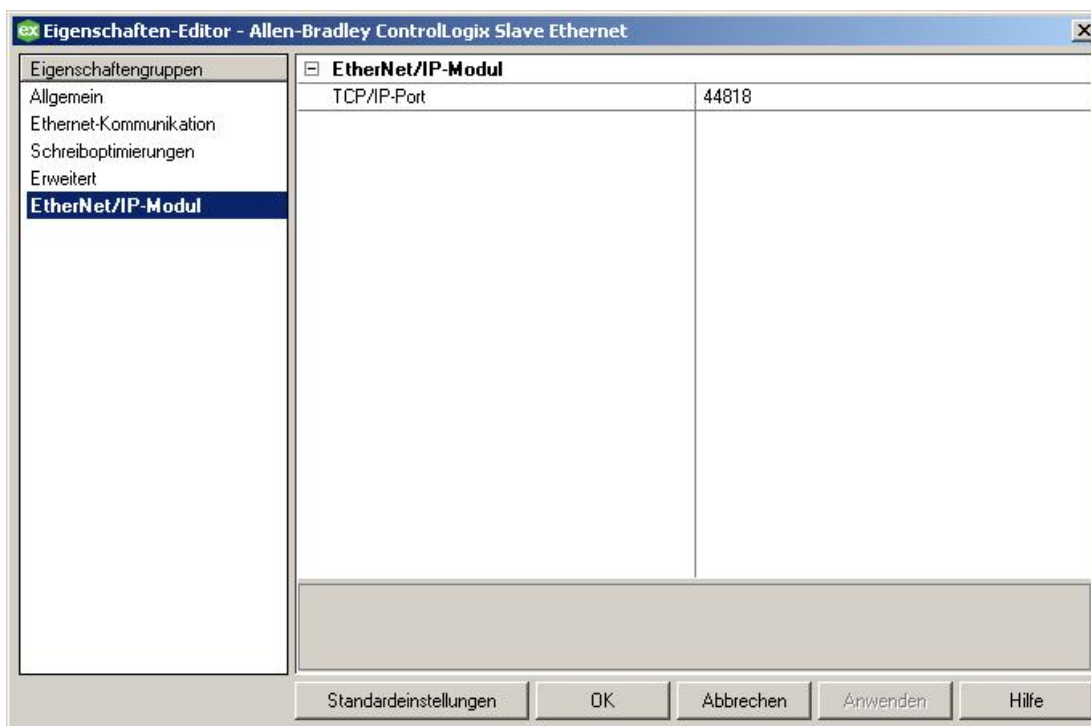 ex Eigenschaften-Editor - Allen-Bradley ControlLogix Slave Ethernet
Eigenschaftengruppen
Allgemein
Ethernet-Kommunikation
Schreiboptimierungen
Erweitert
EtherNet/IP-Modul
EtherNet/IP-Modul
TCP/IP-Port 44818
Standardeinstellungen OK Abbrechen Anwenden Hilfe